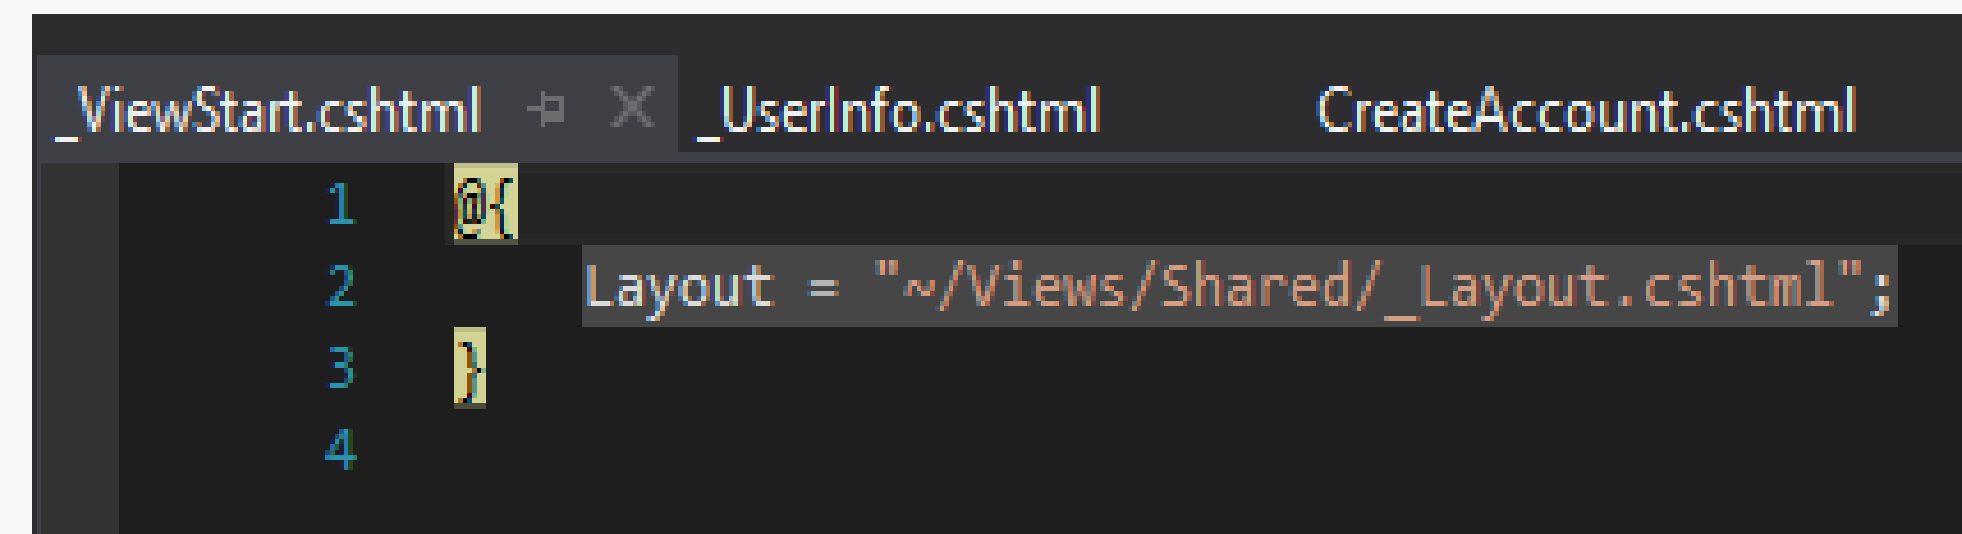 _ViewStart.cshtml _UserInfo.cshtml CreateAccount.cshtml
1 @{
2 Layout = "~/Views/Shared/_Layout.cshtml";
3 }
4